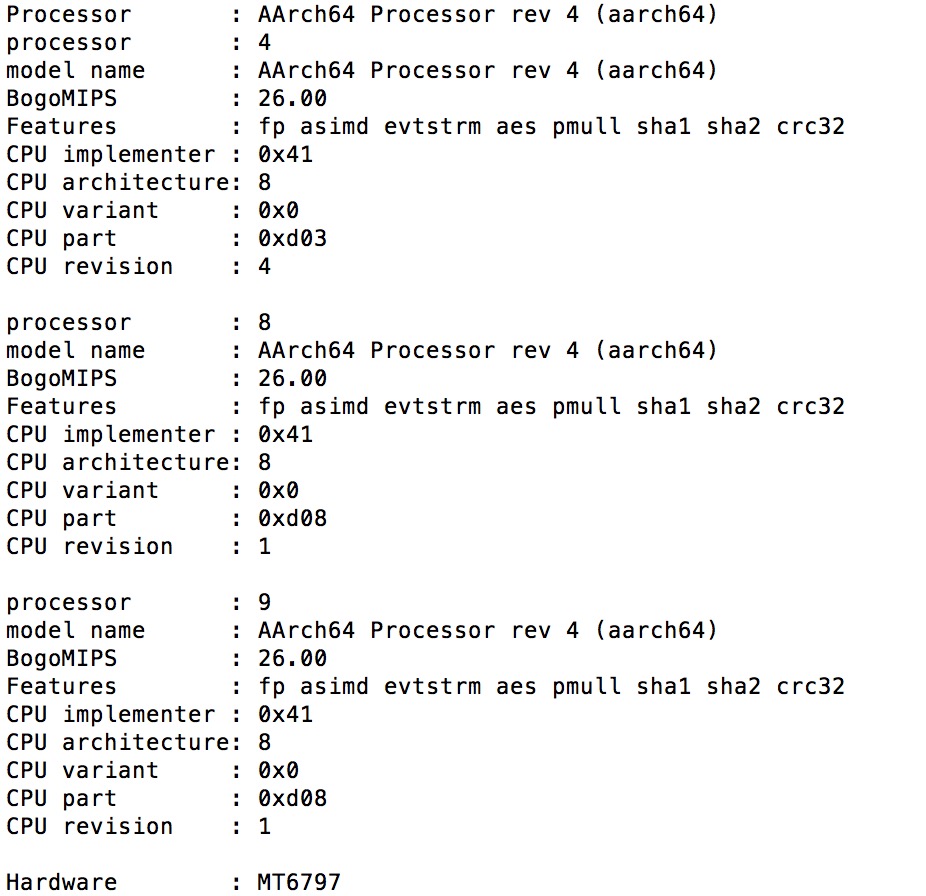 Processor       : AArch64 Processor rev 4 (aarch64)
processor       : 4
model name      : AArch64 Processor rev 4 (aarch64)
BogoMIPS        : 26.00
Features        : fp asimd evtstrm aes pmull sha1 sha2 crc32
CPU implementer : 0x41
CPU architecture: 8
CPU variant     : 0x0
CPU part        : 0xd03
CPU revision    : 4

processor       : 8
model name      : AArch64 Processor rev 4 (aarch64)
BogoMIPS        : 26.00
Features        : fp asimd evtstrm aes pmull sha1 sha2 crc32
CPU implementer : 0x41
CPU architecture: 8
CPU variant     : 0x0
CPU part        : 0xd08
CPU revision    : 1

processor       : 9
model name      : AArch64 Processor rev 4 (aarch64)
BogoMIPS        : 26.00
Features        : fp asimd evtstrm aes pmull sha1 sha2 crc32
CPU implementer : 0x41
CPU architecture: 8
CPU variant     : 0x0
CPU part        : 0xd08
CPU revision    : 1

Hardware        : MT6797